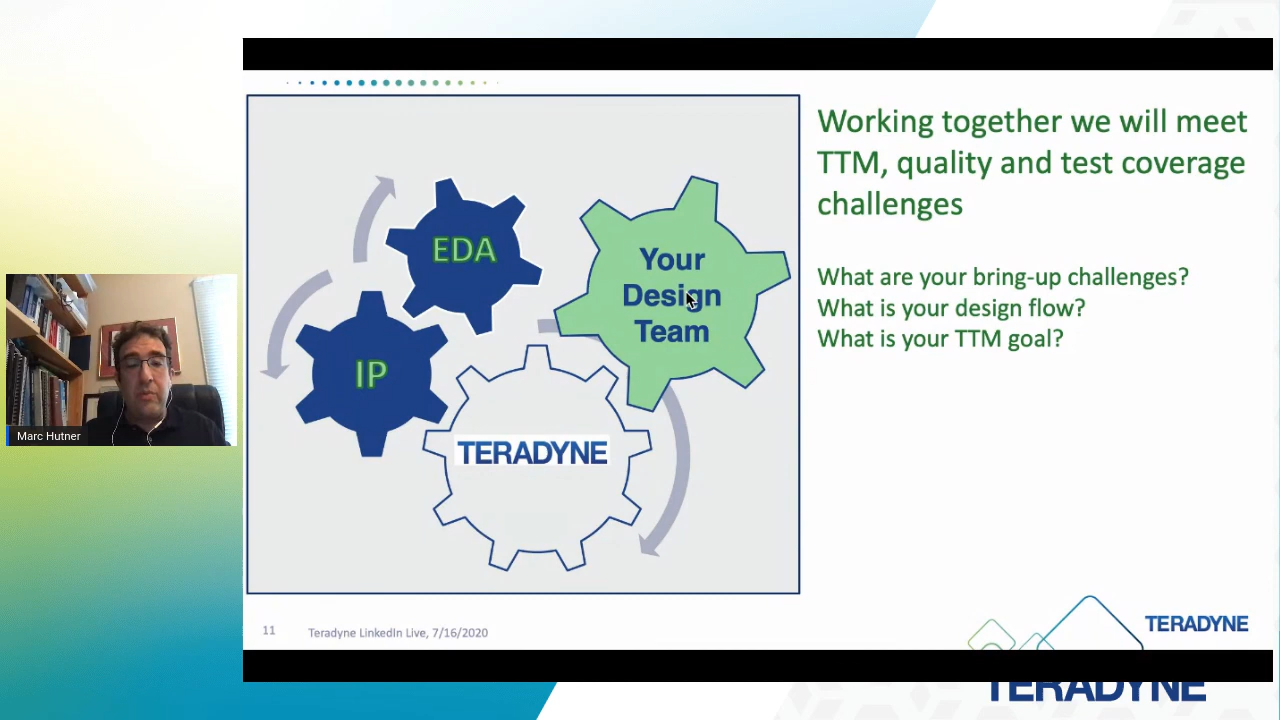 Working together we will meet
TTM, quality and test coverage
challenges
What are your bring-up challenges?
What is your design flow?
What is your TTM goal?
EDA
IP
Your
Design
Team
TERADYNE
Marc Hutner
11
Teradyne LinkedIn Live, 7/16/2020
TERADYNE
TERADYNE